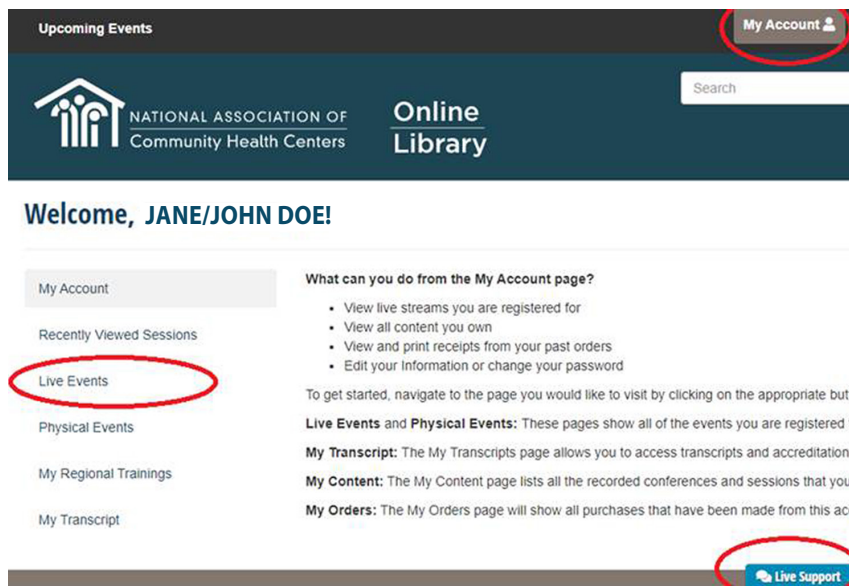 Upcoming Events
My Account
NATIONAL ASSOCIATION OF
Community Health Centers
Online
Library
Search
Welcome, JANE/JOHN DOE!
My Account
Recently Viewed Sessions
Live Events
Physical Events
My Regional Trainings
My Transcript
What can you do from the My Account page?
• View live streams you are registered for
• View all content you own
• View and print receipts from your past orders
• Edit your Information or change your password
To get started, navigate to the page you would like to visit by clicking on the appropriate but
Live Events and Physical Events: These pages show all of the events you are registered
My Transcript: The My Transcripts page allows you to access transcripts and accreditation
My Content: The My Content page lists all the recorded conferences and sessions that you
My Orders: The My Orders page will show all purchases that have been made from this acc
Live Support